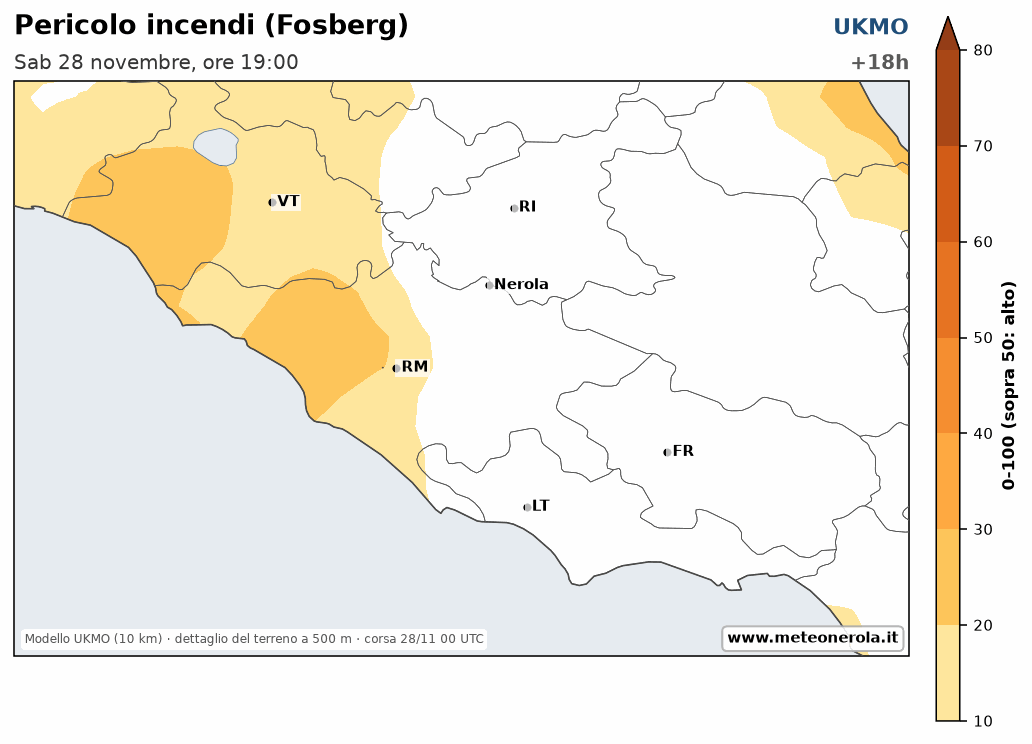 Pericolo incendi (Fosberg)
UKMO
Sab 28 novembre, ore 19:00
+18h
VT
RI
Nerola
RM
FR
LT
Modello UKMO (10 km) · dettaglio del terreno a 500 m · corsa 28/11 00 UTC
www.meteonerola.it
80
70
60
50
40
30
20
10
0-100 (sopra 50: alto)